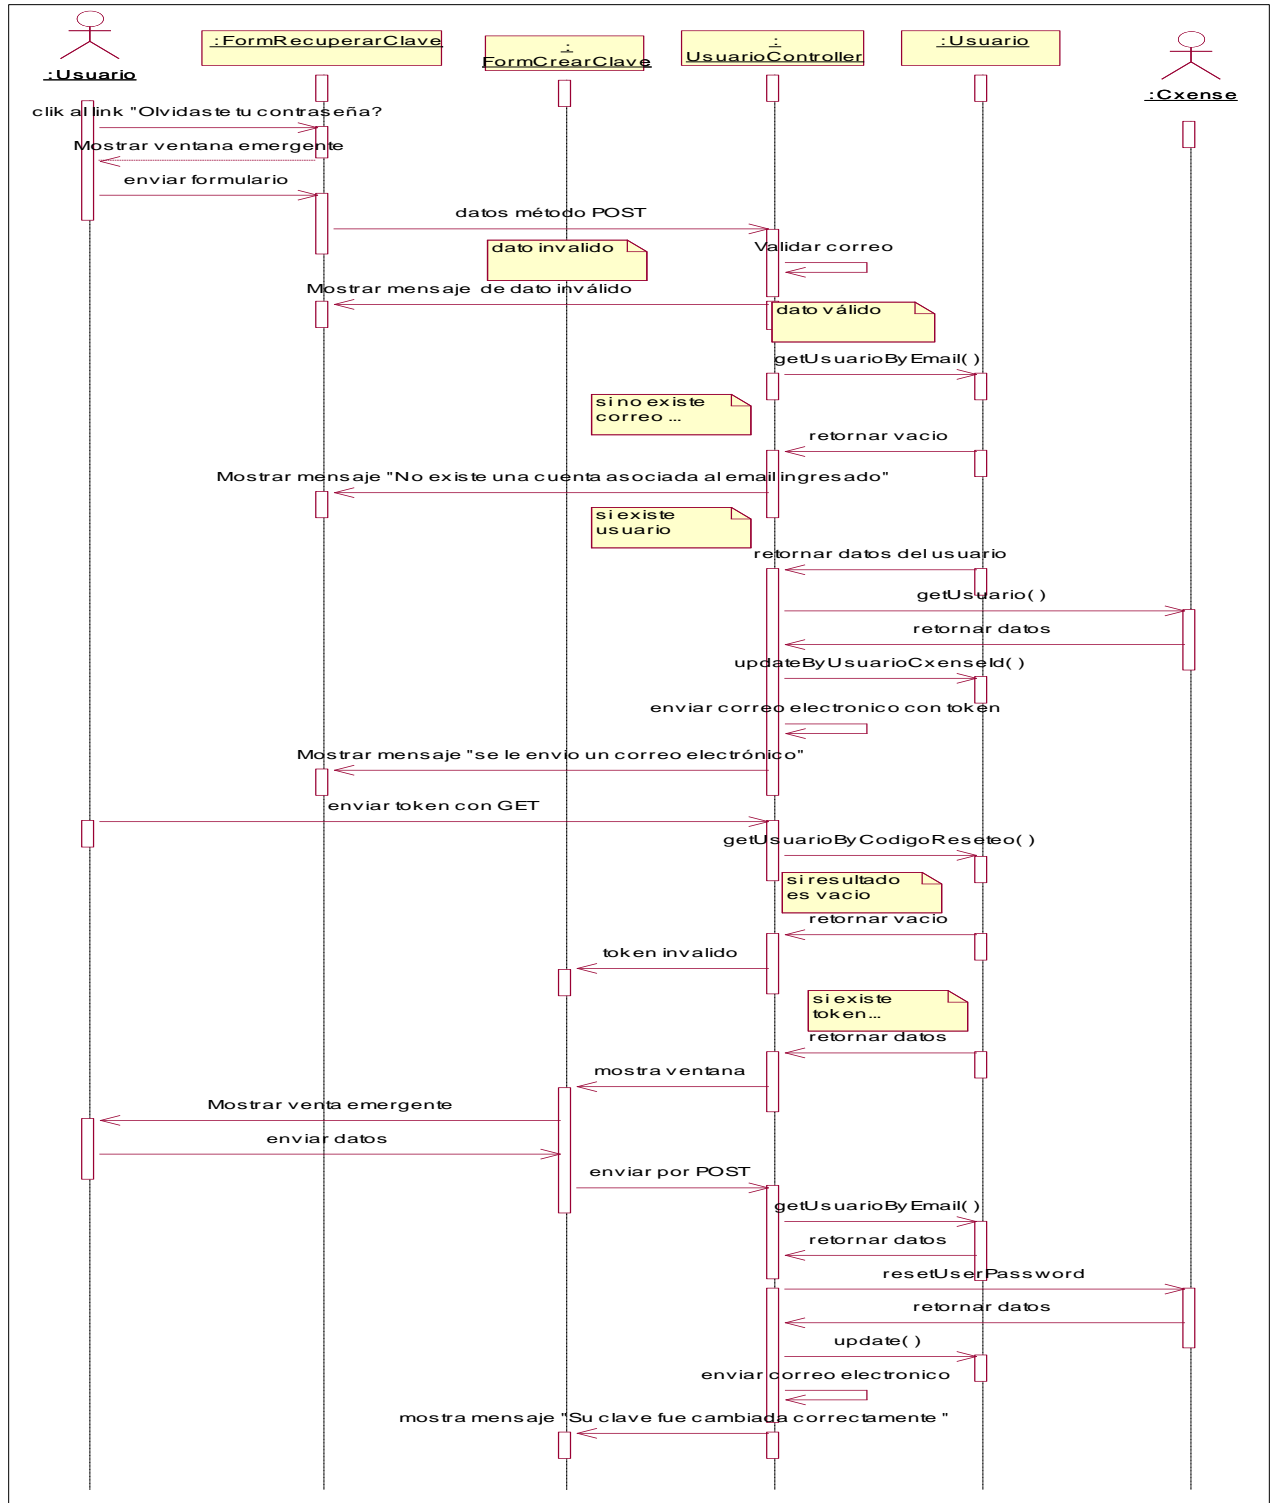 :Usuario
:FormRecuperarClave
:
FormCrearClave
:
UsuarioController
:Usuario
:Cxense
clik al link "Olvidaste tu contraseña?
Mostrar ventana emergente
enviar formulario
datos método POST
Validar correo
dato invalido
Mostrar mensaje de dato inválido
dato válido
getUsuarioByEmail( )
si no existe
correo ...
retornar vacio
Mostrar mensaje "No existe una cuenta asociada al email ingresado"
si existe
usuario
retornar datos del usuario
getUsuario( )
retornar datos
updateByUsuarioCxenseId( )
enviar correo electronico con token
Mostrar mensaje "se le envio un correo electrónico"
enviar token con GET
getUsuarioByCodigoReseteo( )
si resultado
es vacio
retornar vacio
token invalido
si existe
token...
retornar datos
mostra ventana
Mostrar venta emergente
enviar datos
enviar por POST
getUsuarioByEmail( )
retornar datos
resetUserPassword
retornar datos
update( )
enviar correo electronico
mostra mensaje "Su clave fue cambiada correctamente "